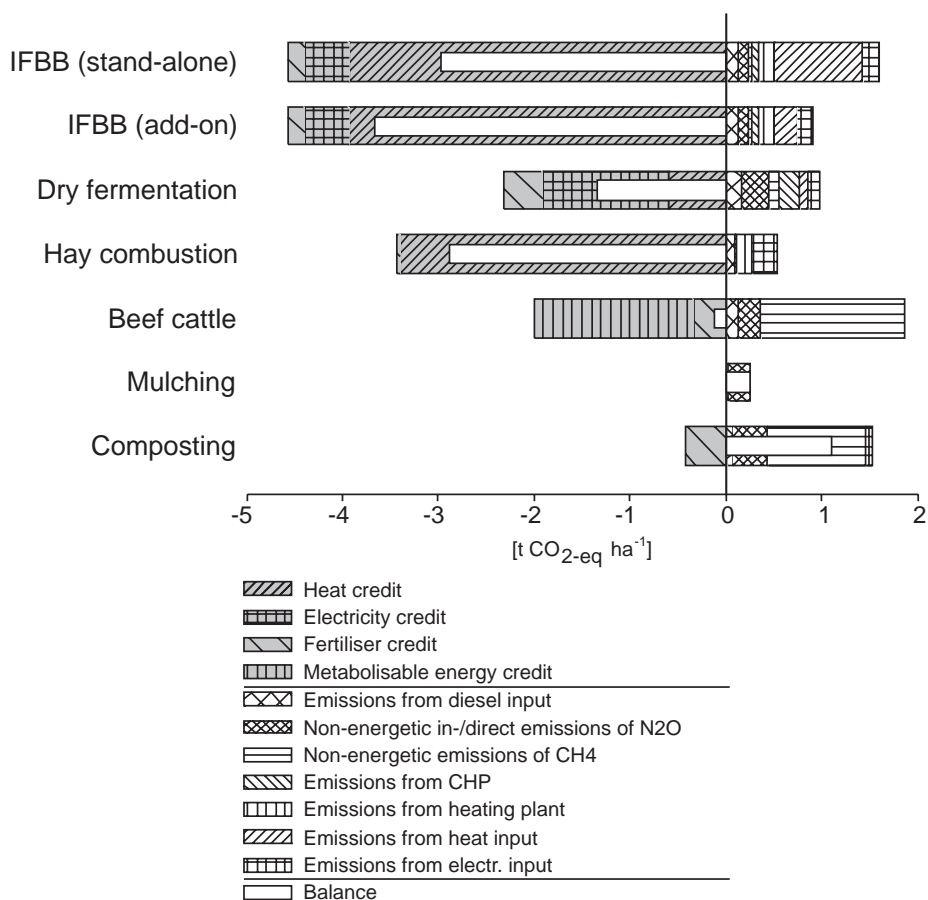 IFBB (stand-alone)
IFBB (add-on)
Dry fermentation
Hay combustion
Beef cattle
Mulching
Composting
-5 -4 -3 -2 -1 0 1 2
[t CO2-eq ha-1]
Heat credit
Electricity credit
Fertiliser credit
Metabolisable energy credit
Emissions from diesel input
Non-energetic in-/direct emissions of N2O
Non-energetic emissions of CH4
Emissions from CHP
Emissions from heating plant
Emissions from heat input
Emissions from electr. input
Balance